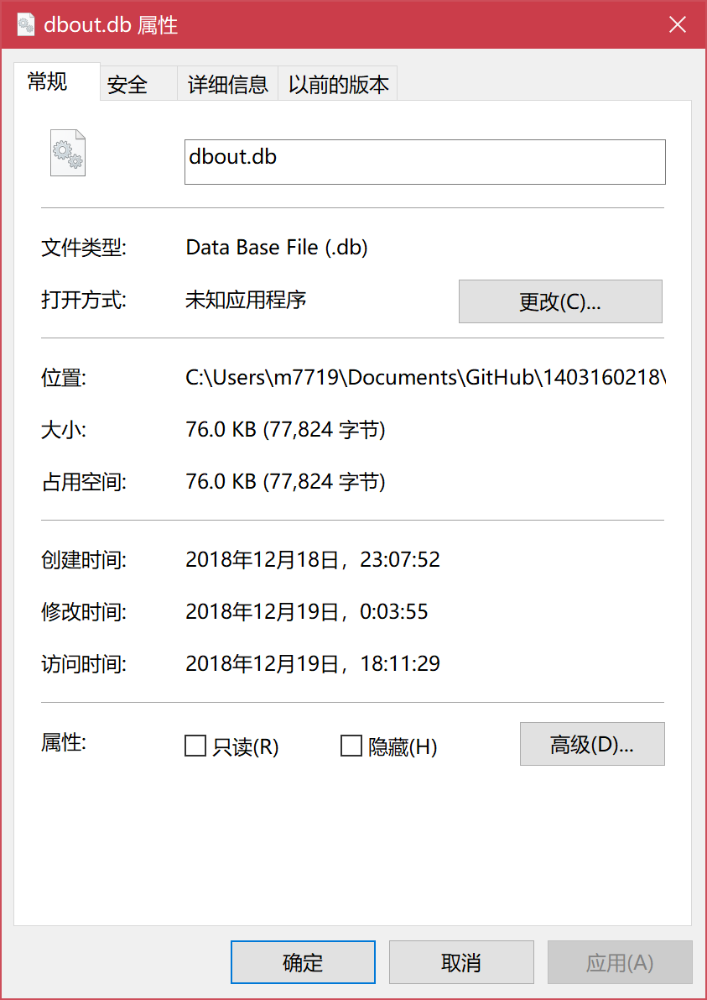 dbout.db 属性
常规 安全 详细信息 以前的版本
dbout.db
文件类型: Data Base File (.db)
打开方式: 未知应用程序 更改(C)...
位置: C:\Users\m7719\Documents\GitHub\1403160218\
大小: 76.0 KB (77,824 字节)
占用空间: 76.0 KB (77,824 字节)
创建时间: 2018年12月18日，23:07:52
修改时间: 2018年12月19日，0:03:55
访问时间: 2018年12月19日，18:11:29
属性: 只读(R) 隐藏(H) 高级(D)...
确定 取消 应用(A)